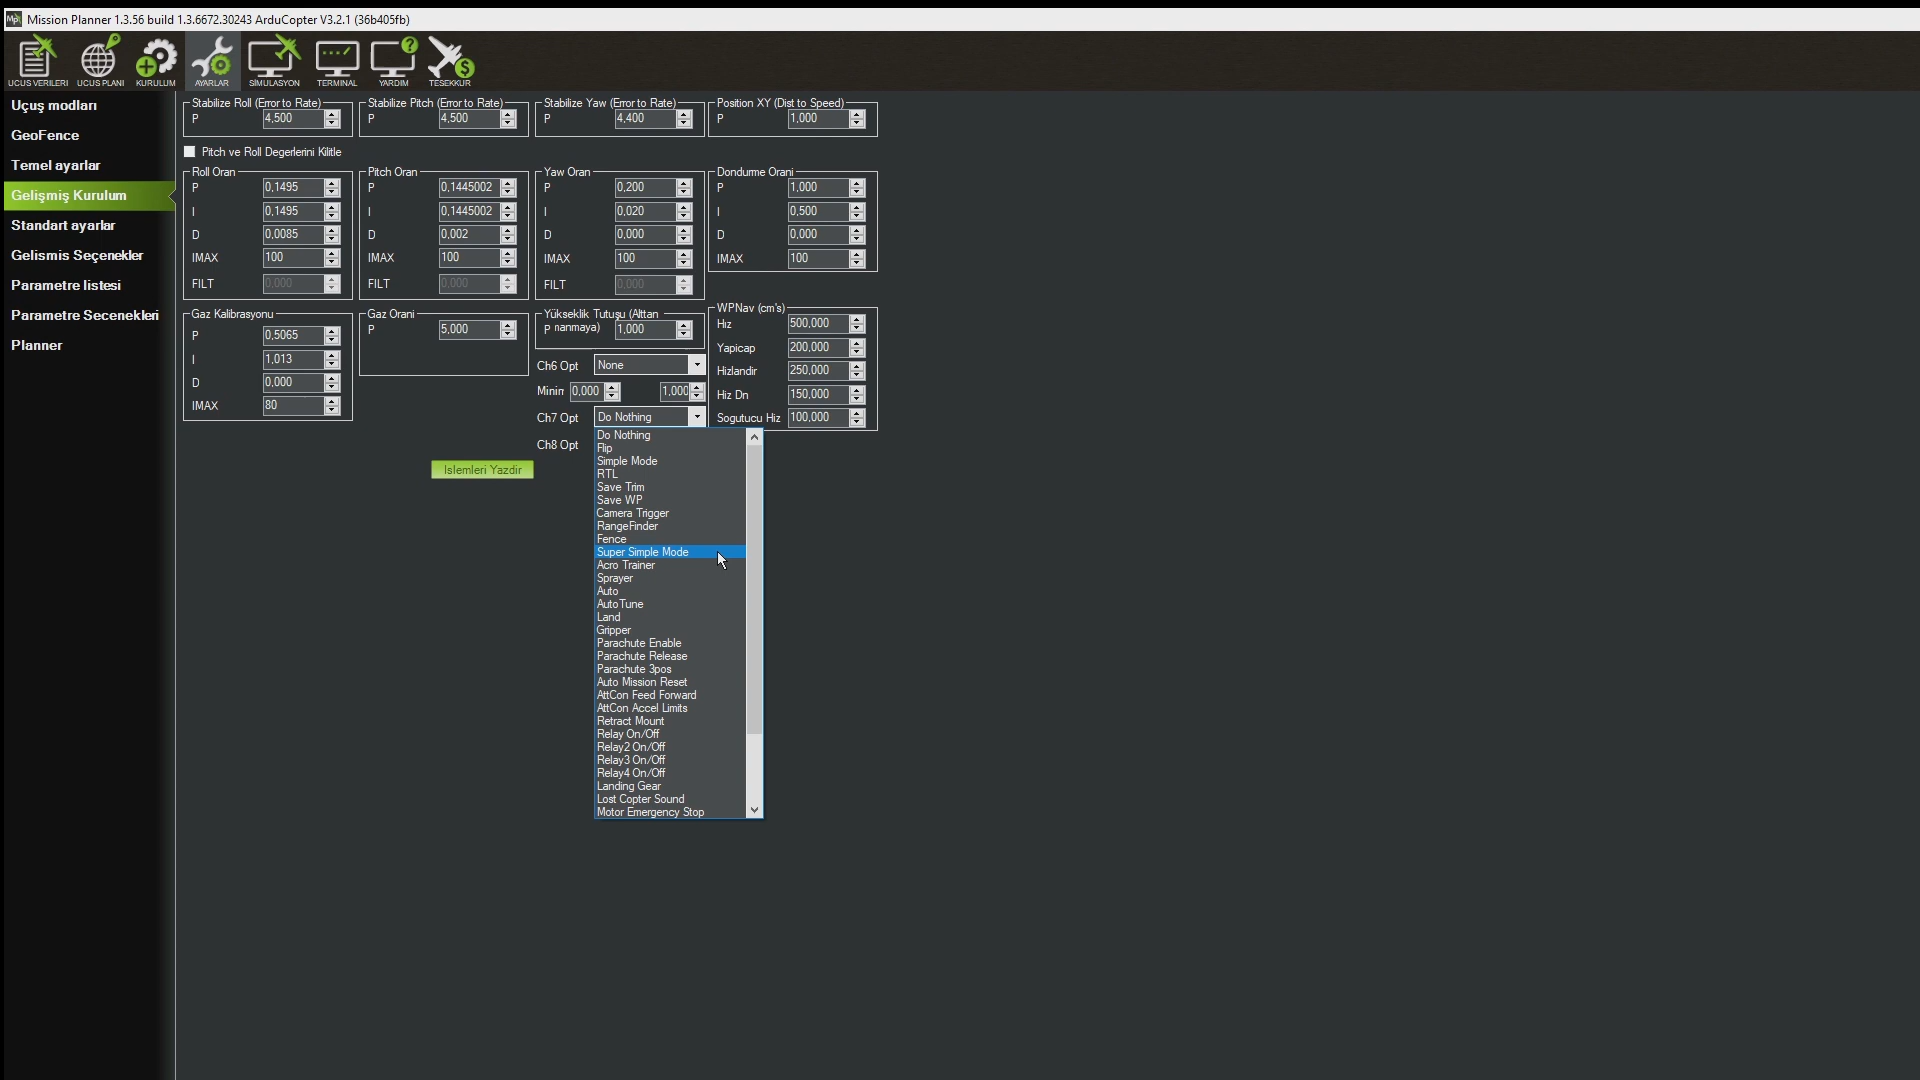 Mission Planner 1.3.56 build 1.3.6672.30243 ArduCopter V3.2.1 (36b405fb)
UCUS VERILERI UCUS PLANI KURULUM AYARLAR SİMULASYON TERMINAL YARDIM TESEKKUR
Uçuş modları
GeoFence
Temel ayarlar
Gelişmiş Kurulum
Standart ayarlar
Gelismis Seçenekler
Parametre listesi
Parametre Secenekleri
Planner
Stabilize Roll (Error to Rate)
P 4,500
Stabilize Pitch (Error to Rate)
P 4,500
Stabilize Yaw (Error to Rate)
P 4,400
Position XY (Dist to Speed)
P 1,000
Pitch ve Roll Degerlerini Kilitle
Roll Oran
P 0,1495
I 0,1495
D 0,0085
IMAX 100
FILT 0,000
Pitch Oran
P 0,1445002
I 0,1445002
D 0,002
IMAX 100
FILT 0,000
Yaw Oran
P 0,200
I 0,020
D 0,000
IMAX 100
FILT 0,000
Dondurme Orani
P 1,000
I 0,500
D 0,000
IMAX 100
Gaz Kalibrasyonu
P 0,5065
I 1,013
D 0,000
IMAX 80
Gaz Orani
P 5,000
Yükseklik Tutuşu (Alttan
P nanmaya) 1,000
WPNav (cm's)
Hız 500,000
Yapicap 200,000
Hizlandir 250,000
Hiz Dn 150,000
Sogutucu Hiz 100,000
Ch6 Opt None
Minin 0,000 1,000
Ch7 Opt Do Nothing
Ch8 Opt
Islemleri Yazdir
Do Nothing
Flip
Simple Mode
RTL
Save Trim
Save WP
Camera Trigger
RangeFinder
Fence
Super Simple Mode
Acro Trainer
Sprayer
Auto
AutoTune
Land
Gripper
Parachute Enable
Parachute Release
Parachute 3pos
Auto Mission Reset
AttCon Feed Forward
AttCon Accel Limits
Retract Mount
Relay On/Off
Relay2 On/Off
Relay3 On/Off
Relay4 On/Off
Landing Gear
Lost Copter Sound
Motor Emergency Stop